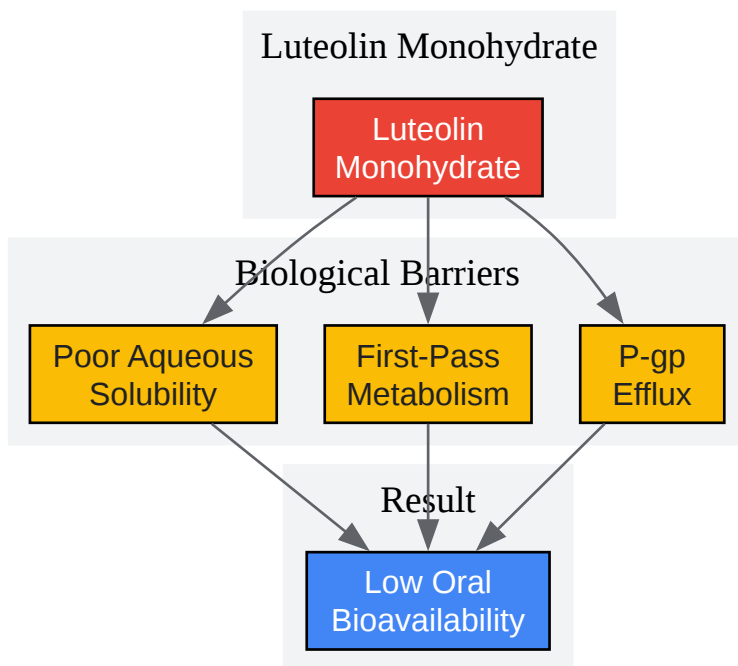 Luteolin Monohydrate
Luteolin
Monohydrate
Biological Barriers
Poor Aqueous
Solubility
First-Pass
Metabolism
P-gp
Efflux
Result
Low Oral
Bioavailability